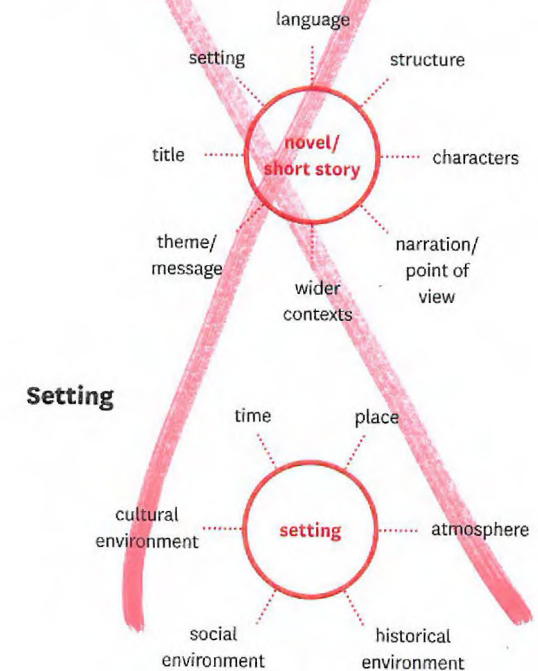 language
setting
structure
novel/
short story
title
characters
theme/
message
narration/
point of
view
wider
contexts
Setting
time
place
cultural
environment
setting
atmosphere
social
environment
historical
environment